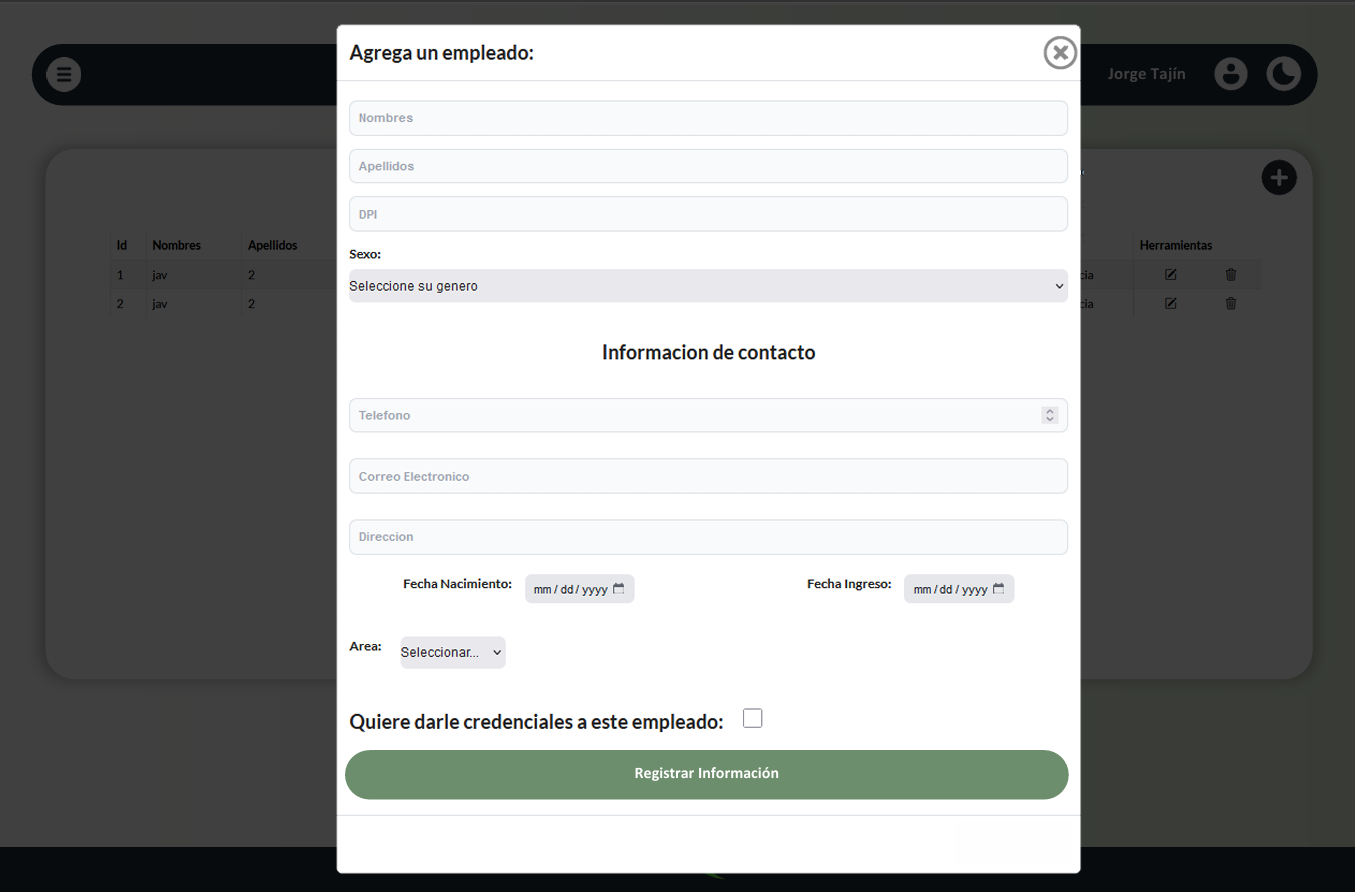 Agrega un empleado:
Jorge Tajín
Nombres
Apellidos
DPI
Sexo:
Seleccione su genero
Id Nombres Apellidos Herramientas
1 jav 2 cia
2 jav 2 cia
Informacion de contacto
Telefono
Correo Electronico
Direccion
Fecha Nacimiento: mm/dd/yyyy Fecha Ingreso: mm/dd/yyyy
Area: Seleccionar...
Quiere darle credenciales a este empleado:
Registrar Información